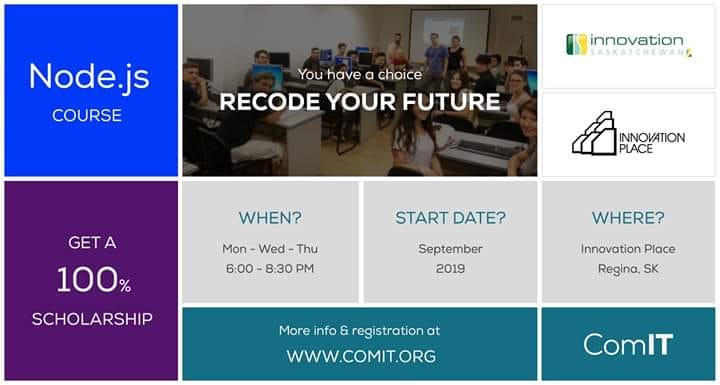 Node.js
COURSE
You have a choice
RECODE YOUR FUTURE
innovation
SASKATCHEWAN
INNOVATION
PLACE
GET A
100%
SCHOLARSHIP
WHEN?
Mon - Wed - Thu
6:00 - 8:30 PM
START DATE?
September
2019
WHERE?
Innovation Place
Regina, SK
More info & registration at
WWW.COMIT.ORG
ComIT